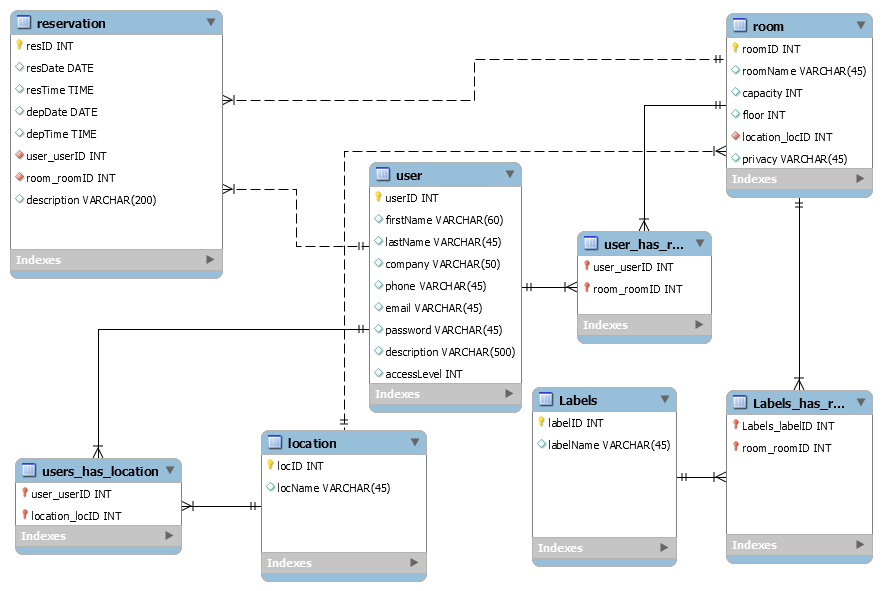 reservation
resID INT
resDate DATE
resTime TIME
depDate DATE
depTime TIME
user_userID INT
room_roomID INT
description VARCHAR(200)
Indexes
room
roomID INT
roomName VARCHAR(45)
capacity INT
floor INT
location_locID INT
privacy VARCHAR(45)
Indexes
user
userID INT
firstName VARCHAR(60)
lastName VARCHAR(45)
company VARCHAR(50)
phone VARCHAR(45)
email VARCHAR(45)
password VARCHAR(45)
description VARCHAR(500)
accessLevel INT
Indexes
user_has_r...
user_userID INT
room_roomID INT
Indexes
users_has_location
user_userID INT
location_locID INT
Indexes
location
locID INT
locName VARCHAR(45)
Indexes
Labels
labelID INT
labelName VARCHAR(45)
Indexes
Labels_has_r...
Labels_labelID INT
room_roomID INT
Indexes